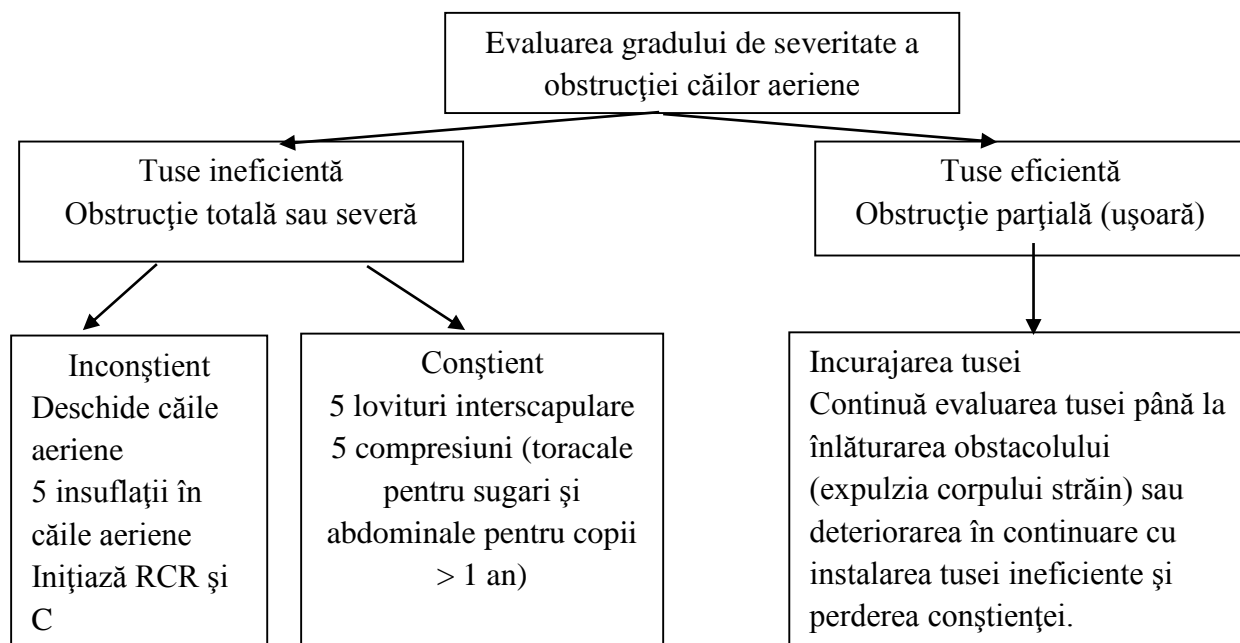 Evaluarea gradului de severitate a
obstrucţiei căilor aeriene
Tuse ineficientă
Obstrucţie totală sau severă
Tuse eficientă
Obstrucţie parţială (uşoară)
Inconştient
Deschide căile
aeriene
5 insuflaţii în
căile aeriene
Iniţiază RCR şi
C
Conştient
5 lovituri interscapulare
5 compresiuni (toracale
pentru sugari şi
abdominale pentru copii
> 1 an)
Incurajarea tusei
Continuă evaluarea tusei până la
înlăturarea obstacolului
(expulzia corpului străin) sau
deteriorarea în continuare cu
instalarea tusei ineficiente şi
perderea conştienţei.